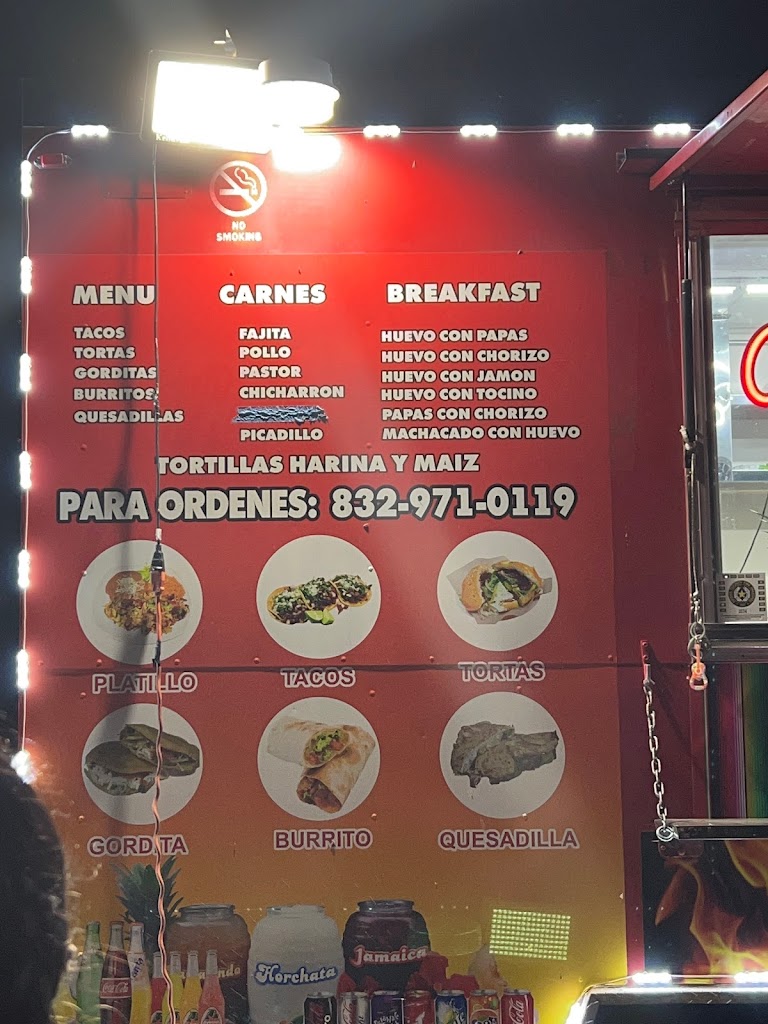 NO
SMOKING
MENU
TACOS
TORTAS
GORDITAS
BURRITOS
QUESADILLAS
CARNES
FAJITA
POLLO
PASTOR
CHICHARRON
PICADILLO
BREAKFAST
HUEVO CON PAPAS
HUEVO CON CHORIZO
HUEVO CON JAMON
HUEVO CON TOCINO
PAPAS CON CHORIZO
MACHACADO CON HUEVO
TORTILLAS HARINA Y MAIZ
PARA ORDENES: 832-971-0119
PLATILLO
TACOS
TORTAS
GORDITA
BURRITO
QUESADILLA
Horchata
Jamaica
Coca-Cola